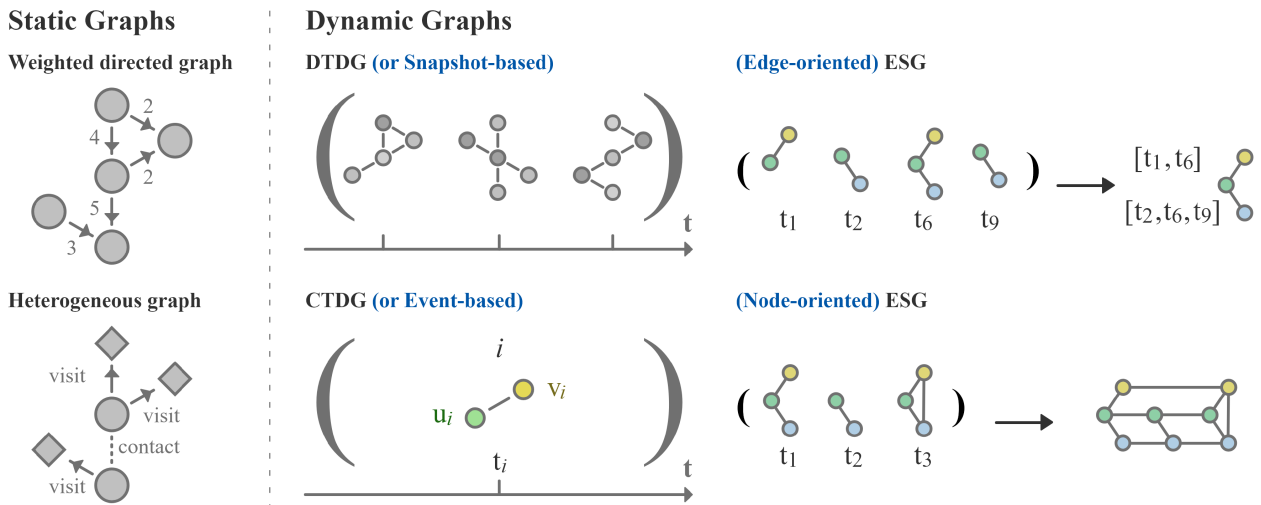 Static Graphs
Weighted directed graph
2
4
2
5
3
Heterogeneous graph
visit
visit
contact
visit
Dynamic Graphs
DTDG (or Snapshot-based)
t
CTDG (or Event-based)
i
uᵢ
vᵢ
tᵢ
t
(Edge-oriented) ESG
( )
t₁ t₂ t₆ t₉
[t₁,t₆]
[t₂,t₆,t₉]
(Node-oriented) ESG
( )
t₁ t₂ t₃